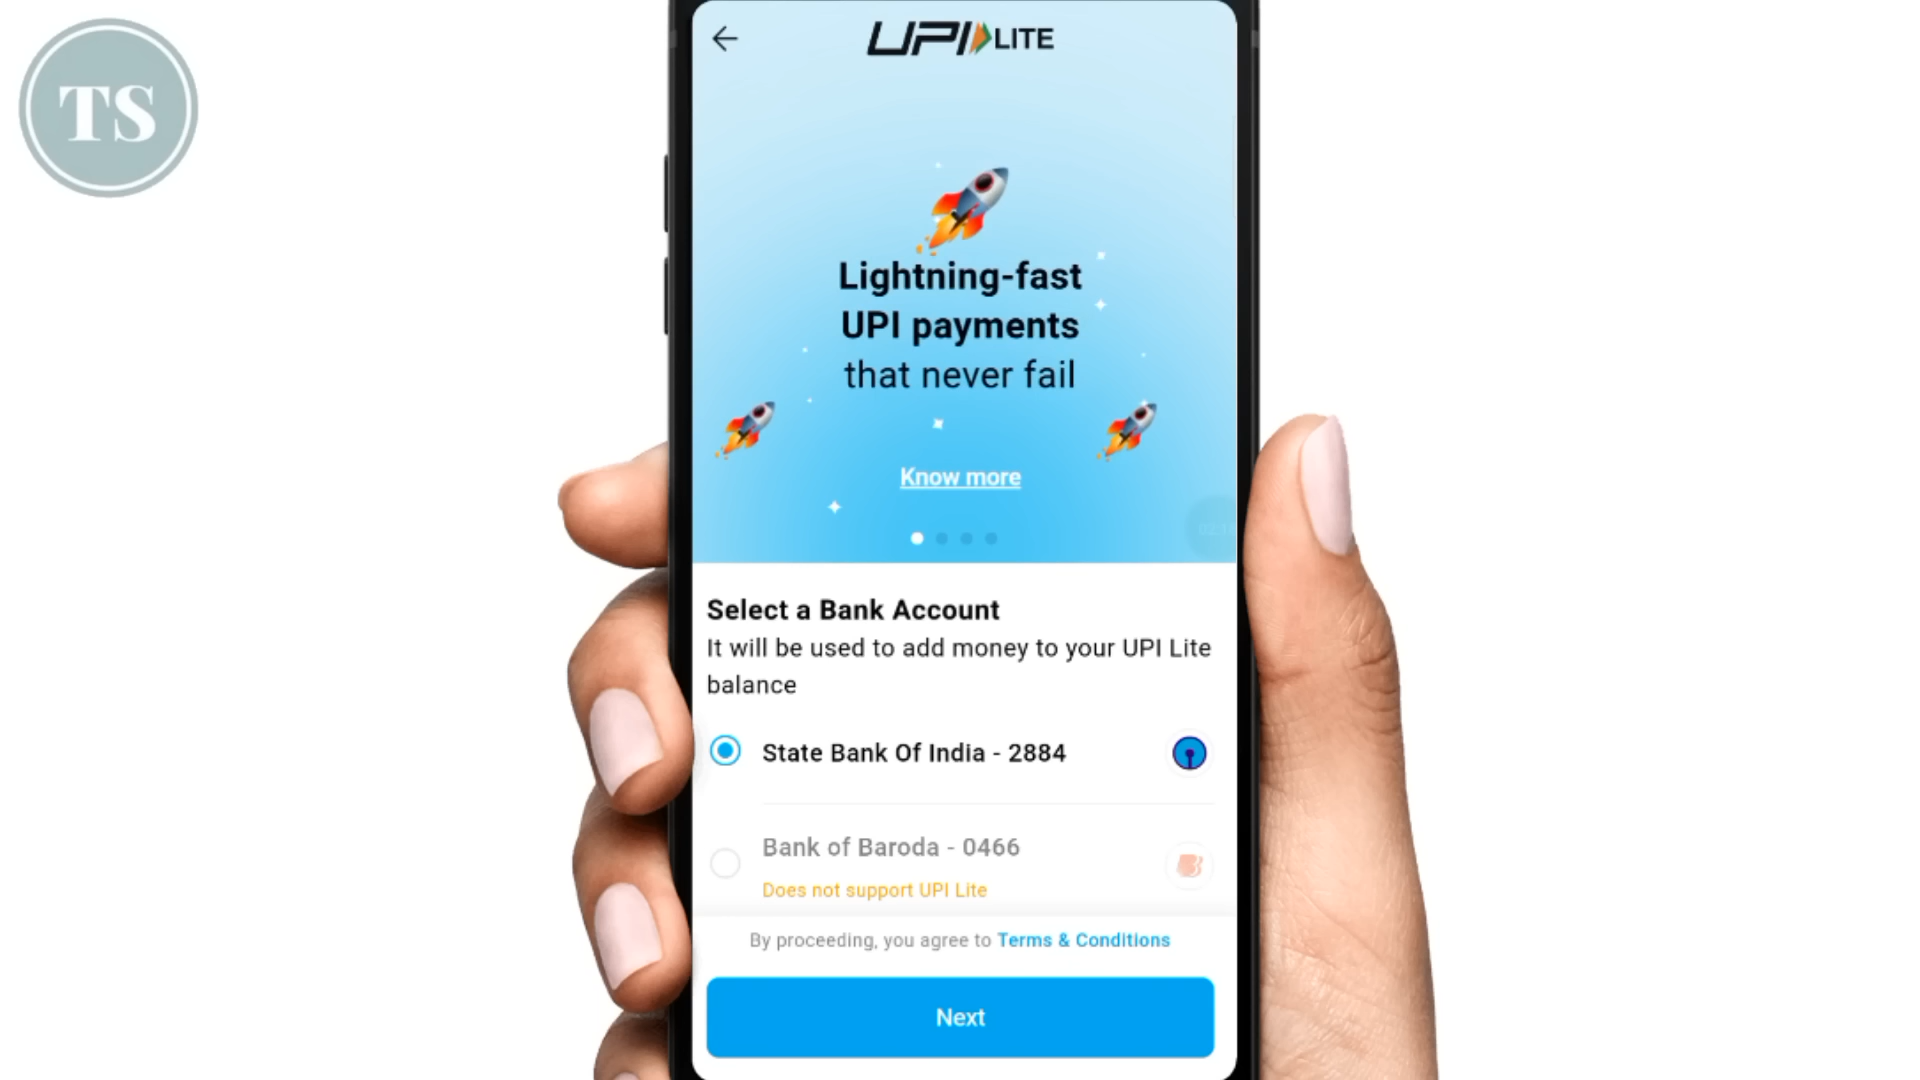 TS
UPI LITE
Lightning-fast
UPI payments
that never fail
Know more
Select a Bank Account
It will be used to add money to your UPI Lite
balance
State Bank Of India - 2884
Bank of Baroda - 0466
Does not support UPI Lite
By proceeding, you agree to Terms & Conditions
Next